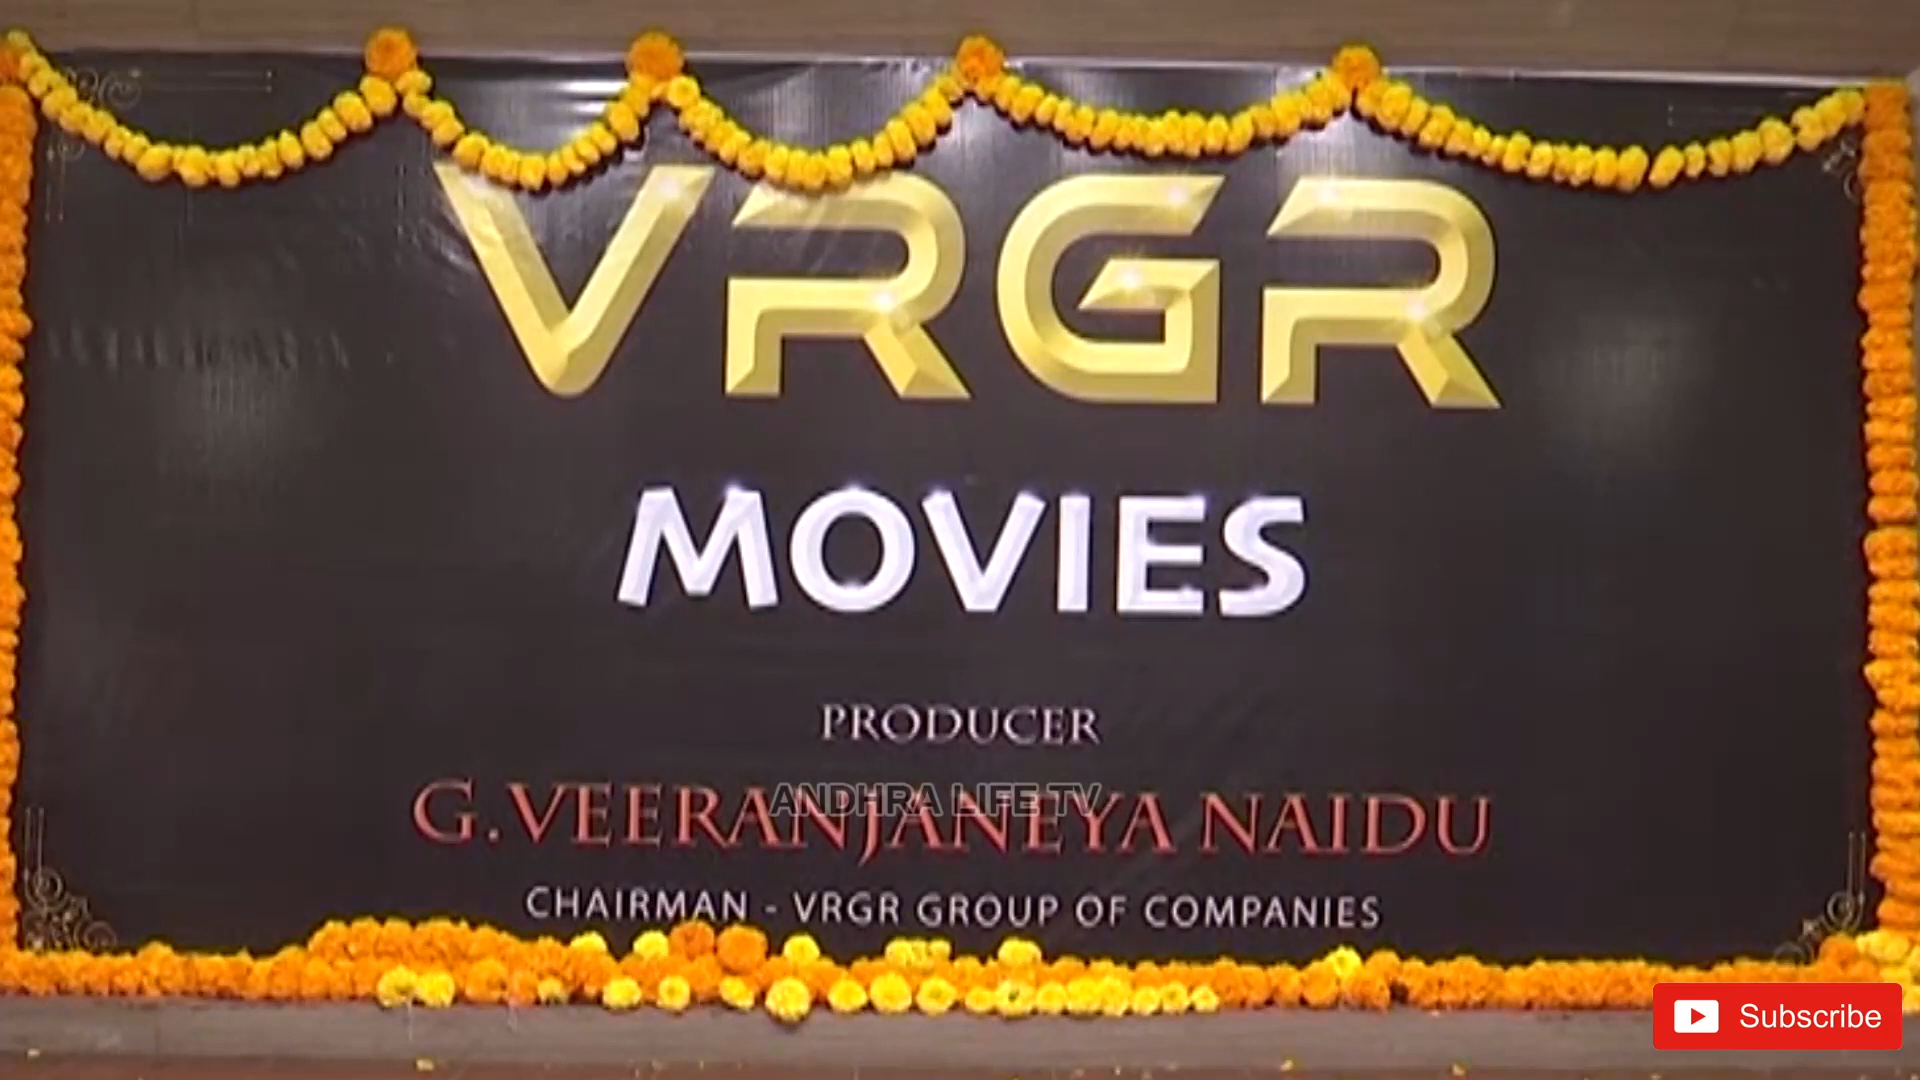 VRGR
MOVIES
PRODUCER
G.VEERANJANEYA NAIDU
ANDHRA LIFE TV
CHAIRMAN - VRGR GROUP OF COMPANIES
Subscribe